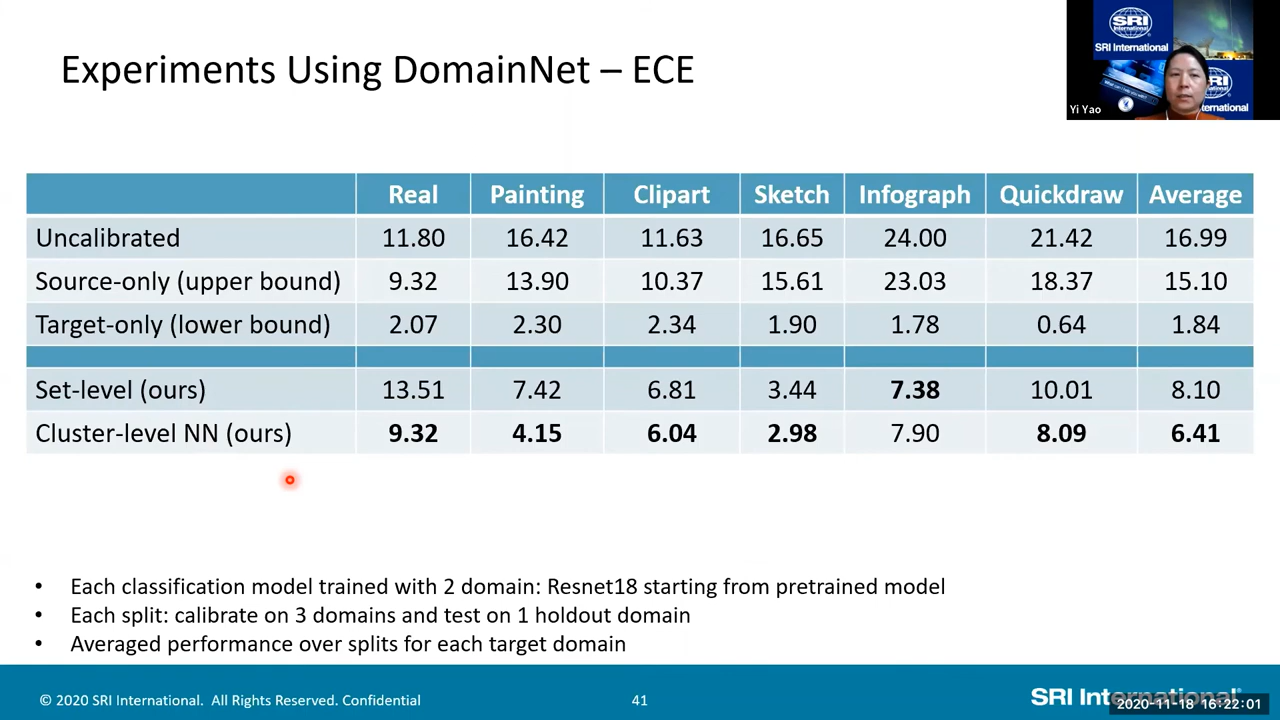 Experiments Using DomainNet – ECE
SRI International
SRI
International
Yi Yao
Real Painting Clipart Sketch Infograph Quickdraw Average
Uncalibrated 11.80 16.42 11.63 16.65 24.00 21.42 16.99
Source-only (upper bound) 9.32 13.90 10.37 15.61 23.03 18.37 15.10
Target-only (lower bound) 2.07 2.30 2.34 1.90 1.78 0.64 1.84
Set-level (ours) 13.51 7.42 6.81 3.44 7.38 10.01 8.10
Cluster-level NN (ours) 9.32 4.15 6.04 2.98 7.90 8.09 6.41
• Each classification model trained with 2 domain: Resnet18 starting from pretrained model
• Each split: calibrate on 3 domains and test on 1 holdout domain
• Averaged performance over splits for each target domain
© 2020 SRI International. All Rights Reserved. Confidential
41
SRI International
2020-11-18 16:22:01